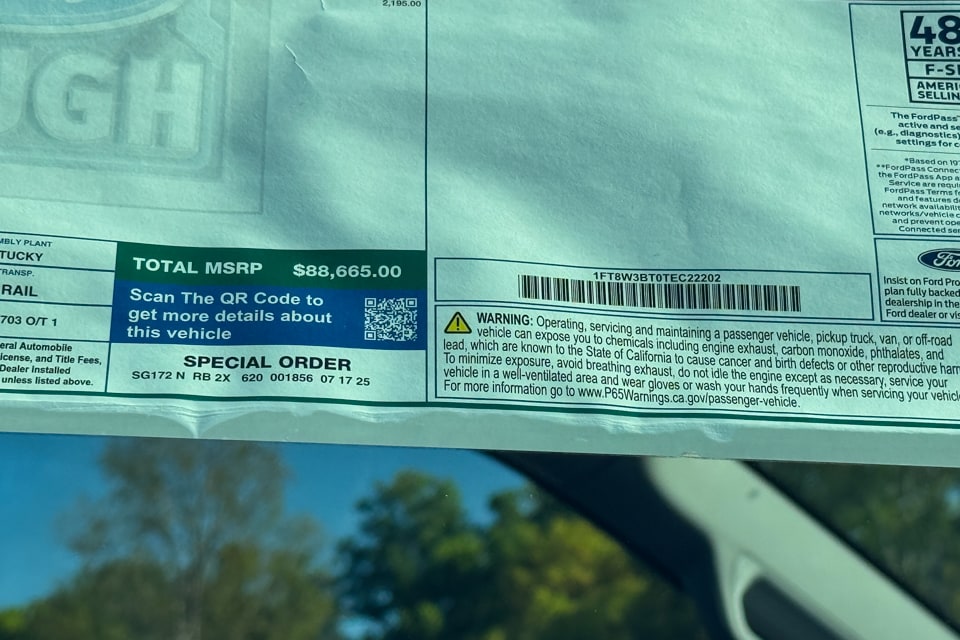 2,195.00
UGH
MBLY PLANT
TUCKY
TRANSP.
RAIL
703 O/T 1
eral Automobile
icense, and Title Fees,
Dealer Installed
unless listed above.
TOTAL MSRP $88,665.00
Scan The QR Code to
get more details about
this vehicle
SPECIAL ORDER
SG172 N RB 2X 620 001856 07 17 25
1FT8W3BT0TEC22202
WARNING: Operating, servicing and maintaining a passenger vehicle, pickup truck, van, or off-road
vehicle can expose you to chemicals including engine exhaust, carbon monoxide, phthalates, and
lead, which are known to the State of California to cause cancer and birth defects or other reproductive harm
To minimize exposure, avoid breathing exhaust, do not idle the engine except as necessary, service your
vehicle in a well-ventilated area and wear gloves or wash your hands frequently when servicing your vehicle
For more information go to www.P65Warnings.ca.gov/passenger-vehicle.
48
YEARS
F-SE
AMERI
SELLIN
The FordPass
active and se
(e.g., diagnostics)
settings for c
*Based on 197
**FordPass Connec
the FordPass App a
Service are requi
FordPass Terms fo
and features de
network availabilit
networks/vehicle c
and prevent ope
Connected ser
Ford
Insist on Ford Pro
plan fully backed
dealership in the
Ford dealer or vis